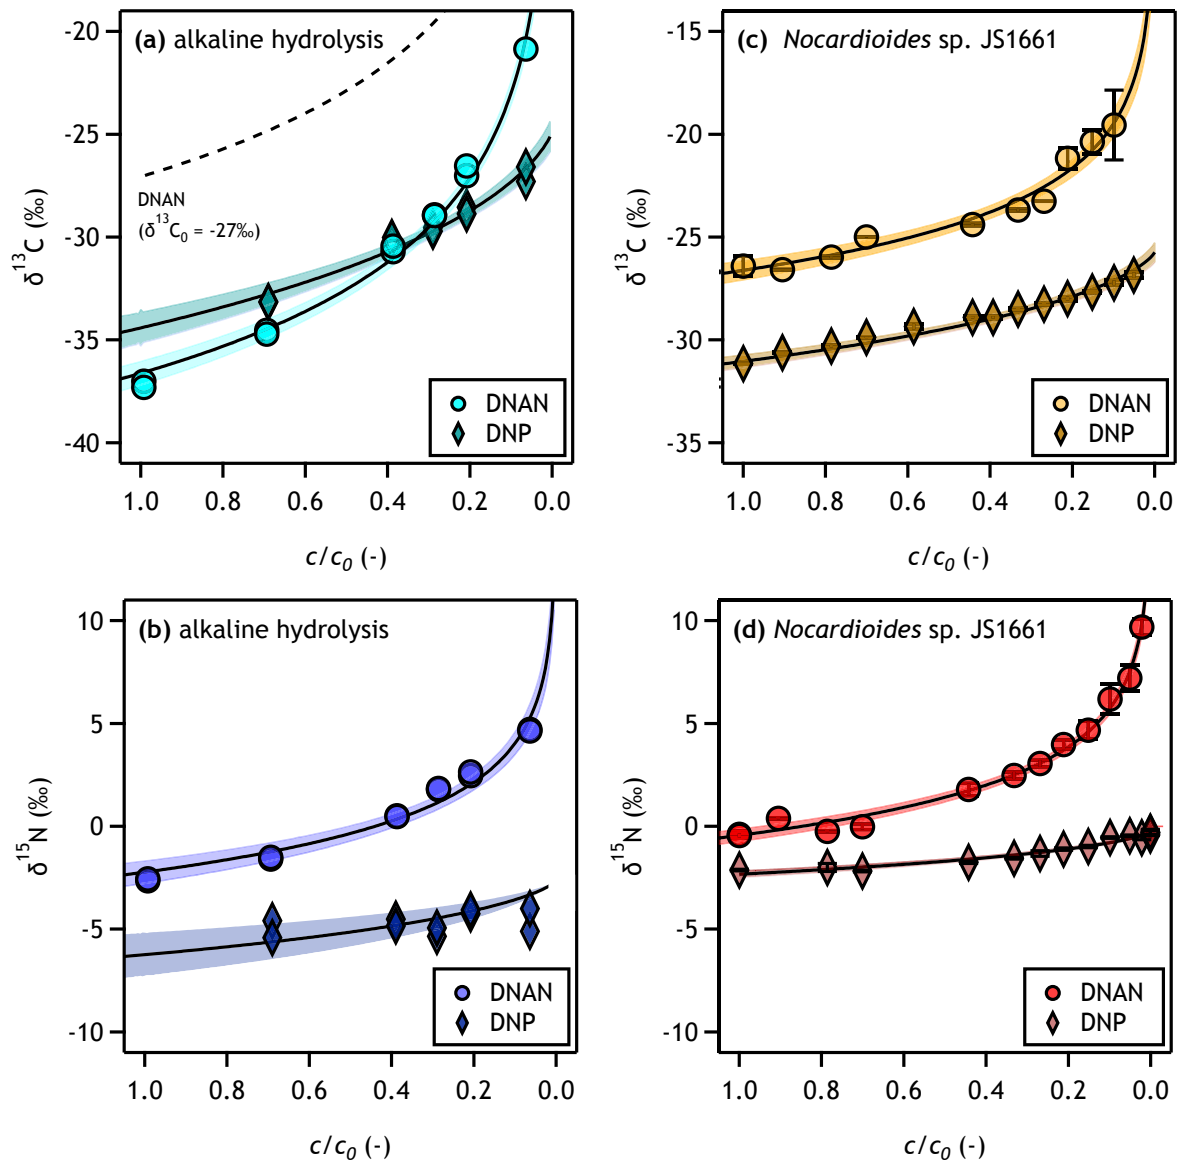 (a) alkaline hydrolysis
-20
-25
-30
-35
-40
δ¹³C (‰)
DNAN
(δ¹³C₀ = -27‰)
DNAN
DNP
1.0 0.8 0.6 0.4 0.2 0.0
c/c₀ (-)
(c) Nocardioides sp. JS1661
-15
-20
-25
-30
-35
δ¹³C (‰)
DNAN
DNP
1.0 0.8 0.6 0.4 0.2 0.0
c/c₀ (-)
(b) alkaline hydrolysis
10
5
0
-5
-10
δ¹⁵N (‰)
DNAN
DNP
1.0 0.8 0.6 0.4 0.2 0.0
c/c₀ (-)
(d) Nocardioides sp. JS1661
10
5
0
-5
-10
δ¹⁵N (‰)
DNAN
DNP
1.0 0.8 0.6 0.4 0.2 0.0
c/c₀ (-)